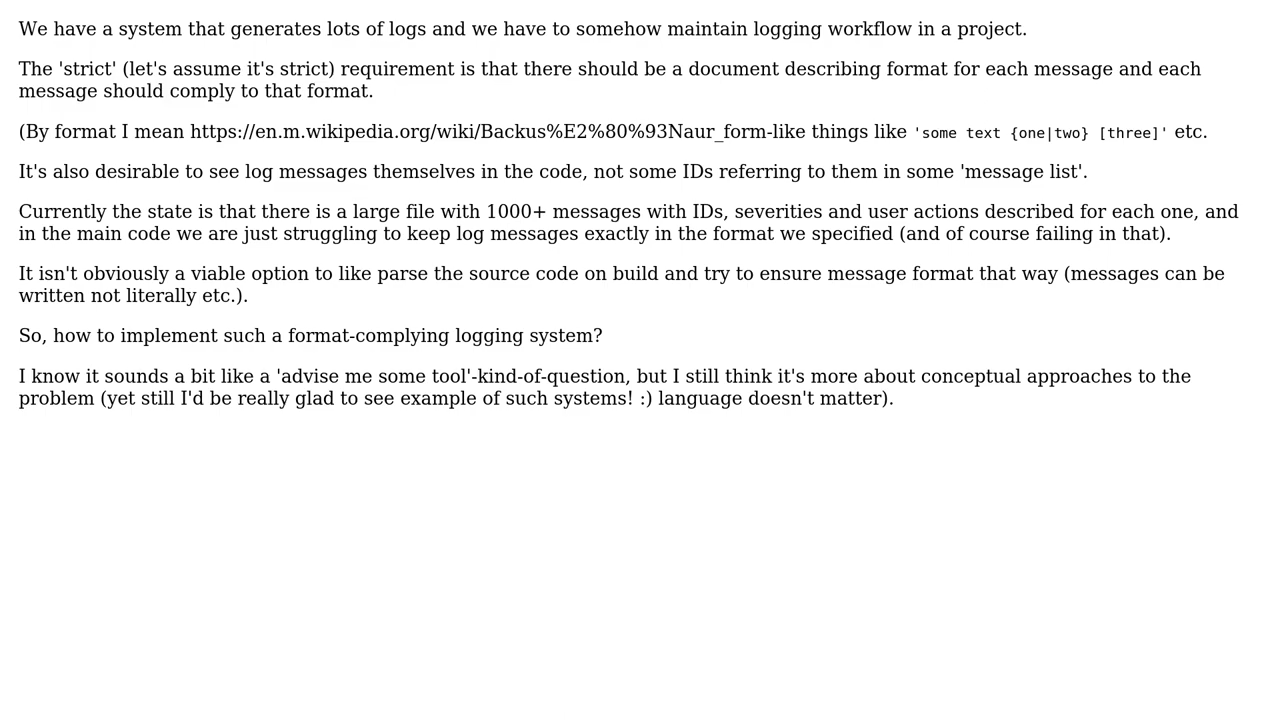 We have a system that generates lots of logs and we have to somehow maintain logging workflow in a project.
The 'strict' (let's assume it's strict) requirement is that there should be a document describing format for each message and each
message should comply to that format.
(By format I mean https://en.m.wikipedia.org/wiki/Backus%E2%80%93Naur_form-like things like 'some text {one|two} [three]' etc.
It's also desirable to see log messages themselves in the code, not some IDs referring to them in some 'message list'.
Currently the state is that there is a large file with 1000+ messages with IDs, severities and user actions described for each one, and
in the main code we are just struggling to keep log messages exactly in the format we specified (and of course failing in that).
It isn't obviously a viable option to like parse the source code on build and try to ensure message format that way (messages can be
written not literally etc.).
So, how to implement such a format-complying logging system?
I know it sounds a bit like a 'advise me some tool'-kind-of-question, but I still think it's more about conceptual approaches to the
problem (yet still I'd be really glad to see example of such systems! :) language doesn't matter).